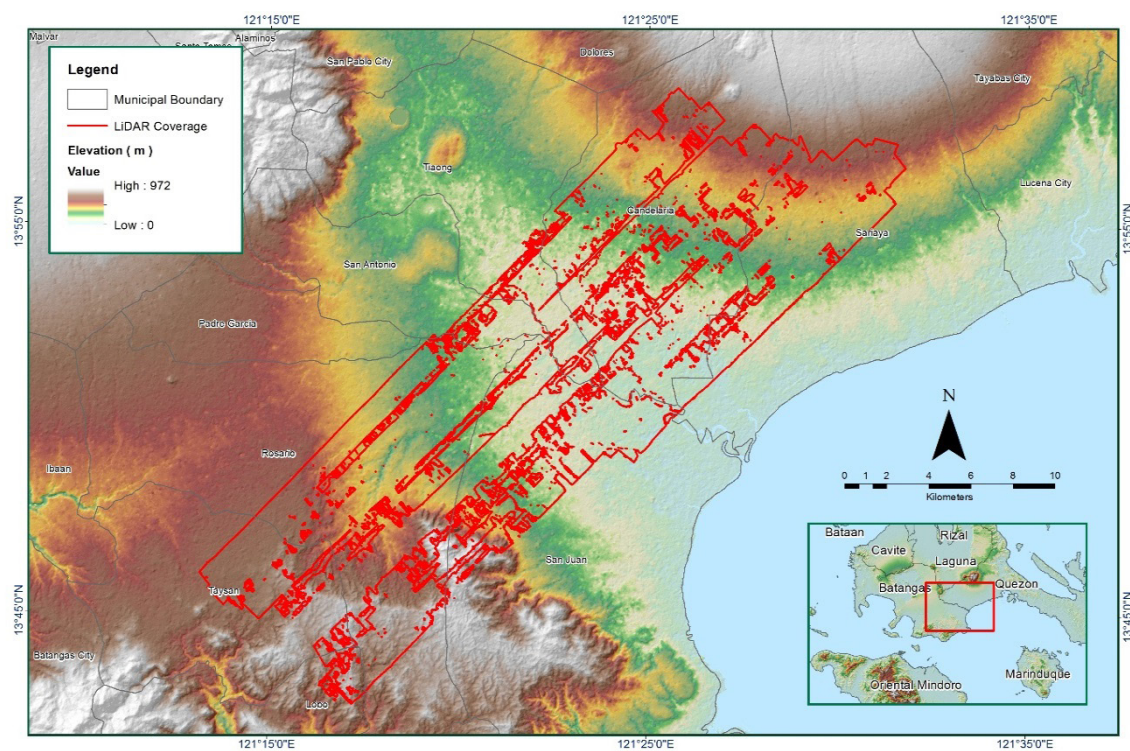 121°15'0"E
121°25'0"E
121°35'0"E
Malvar
Alaminos
Santo Tomas
San Pablo City
Dolores
Tayabas City
Legend
Municipal Boundary
LiDAR Coverage
Elevation ( m )
Value
High : 972
Low : 0
Tiaong
Lucena City
Candelaria
13°55'0"N
Sariaya
13°55'0"N
San Antonio
Padre Garcia
Rosario
Ibaan
N
0 1 2 4 6 8 10
Kilometers
San Juan
Taysan
13°45'0"N
Batangas City
Lobo
Bataan
Rizal
Cavite
Laguna
Batangas
Quezon
Marinduque
Oriental Mindoro
13°45'0"N
121°15'0"E
121°25'0"E
121°35'0"E